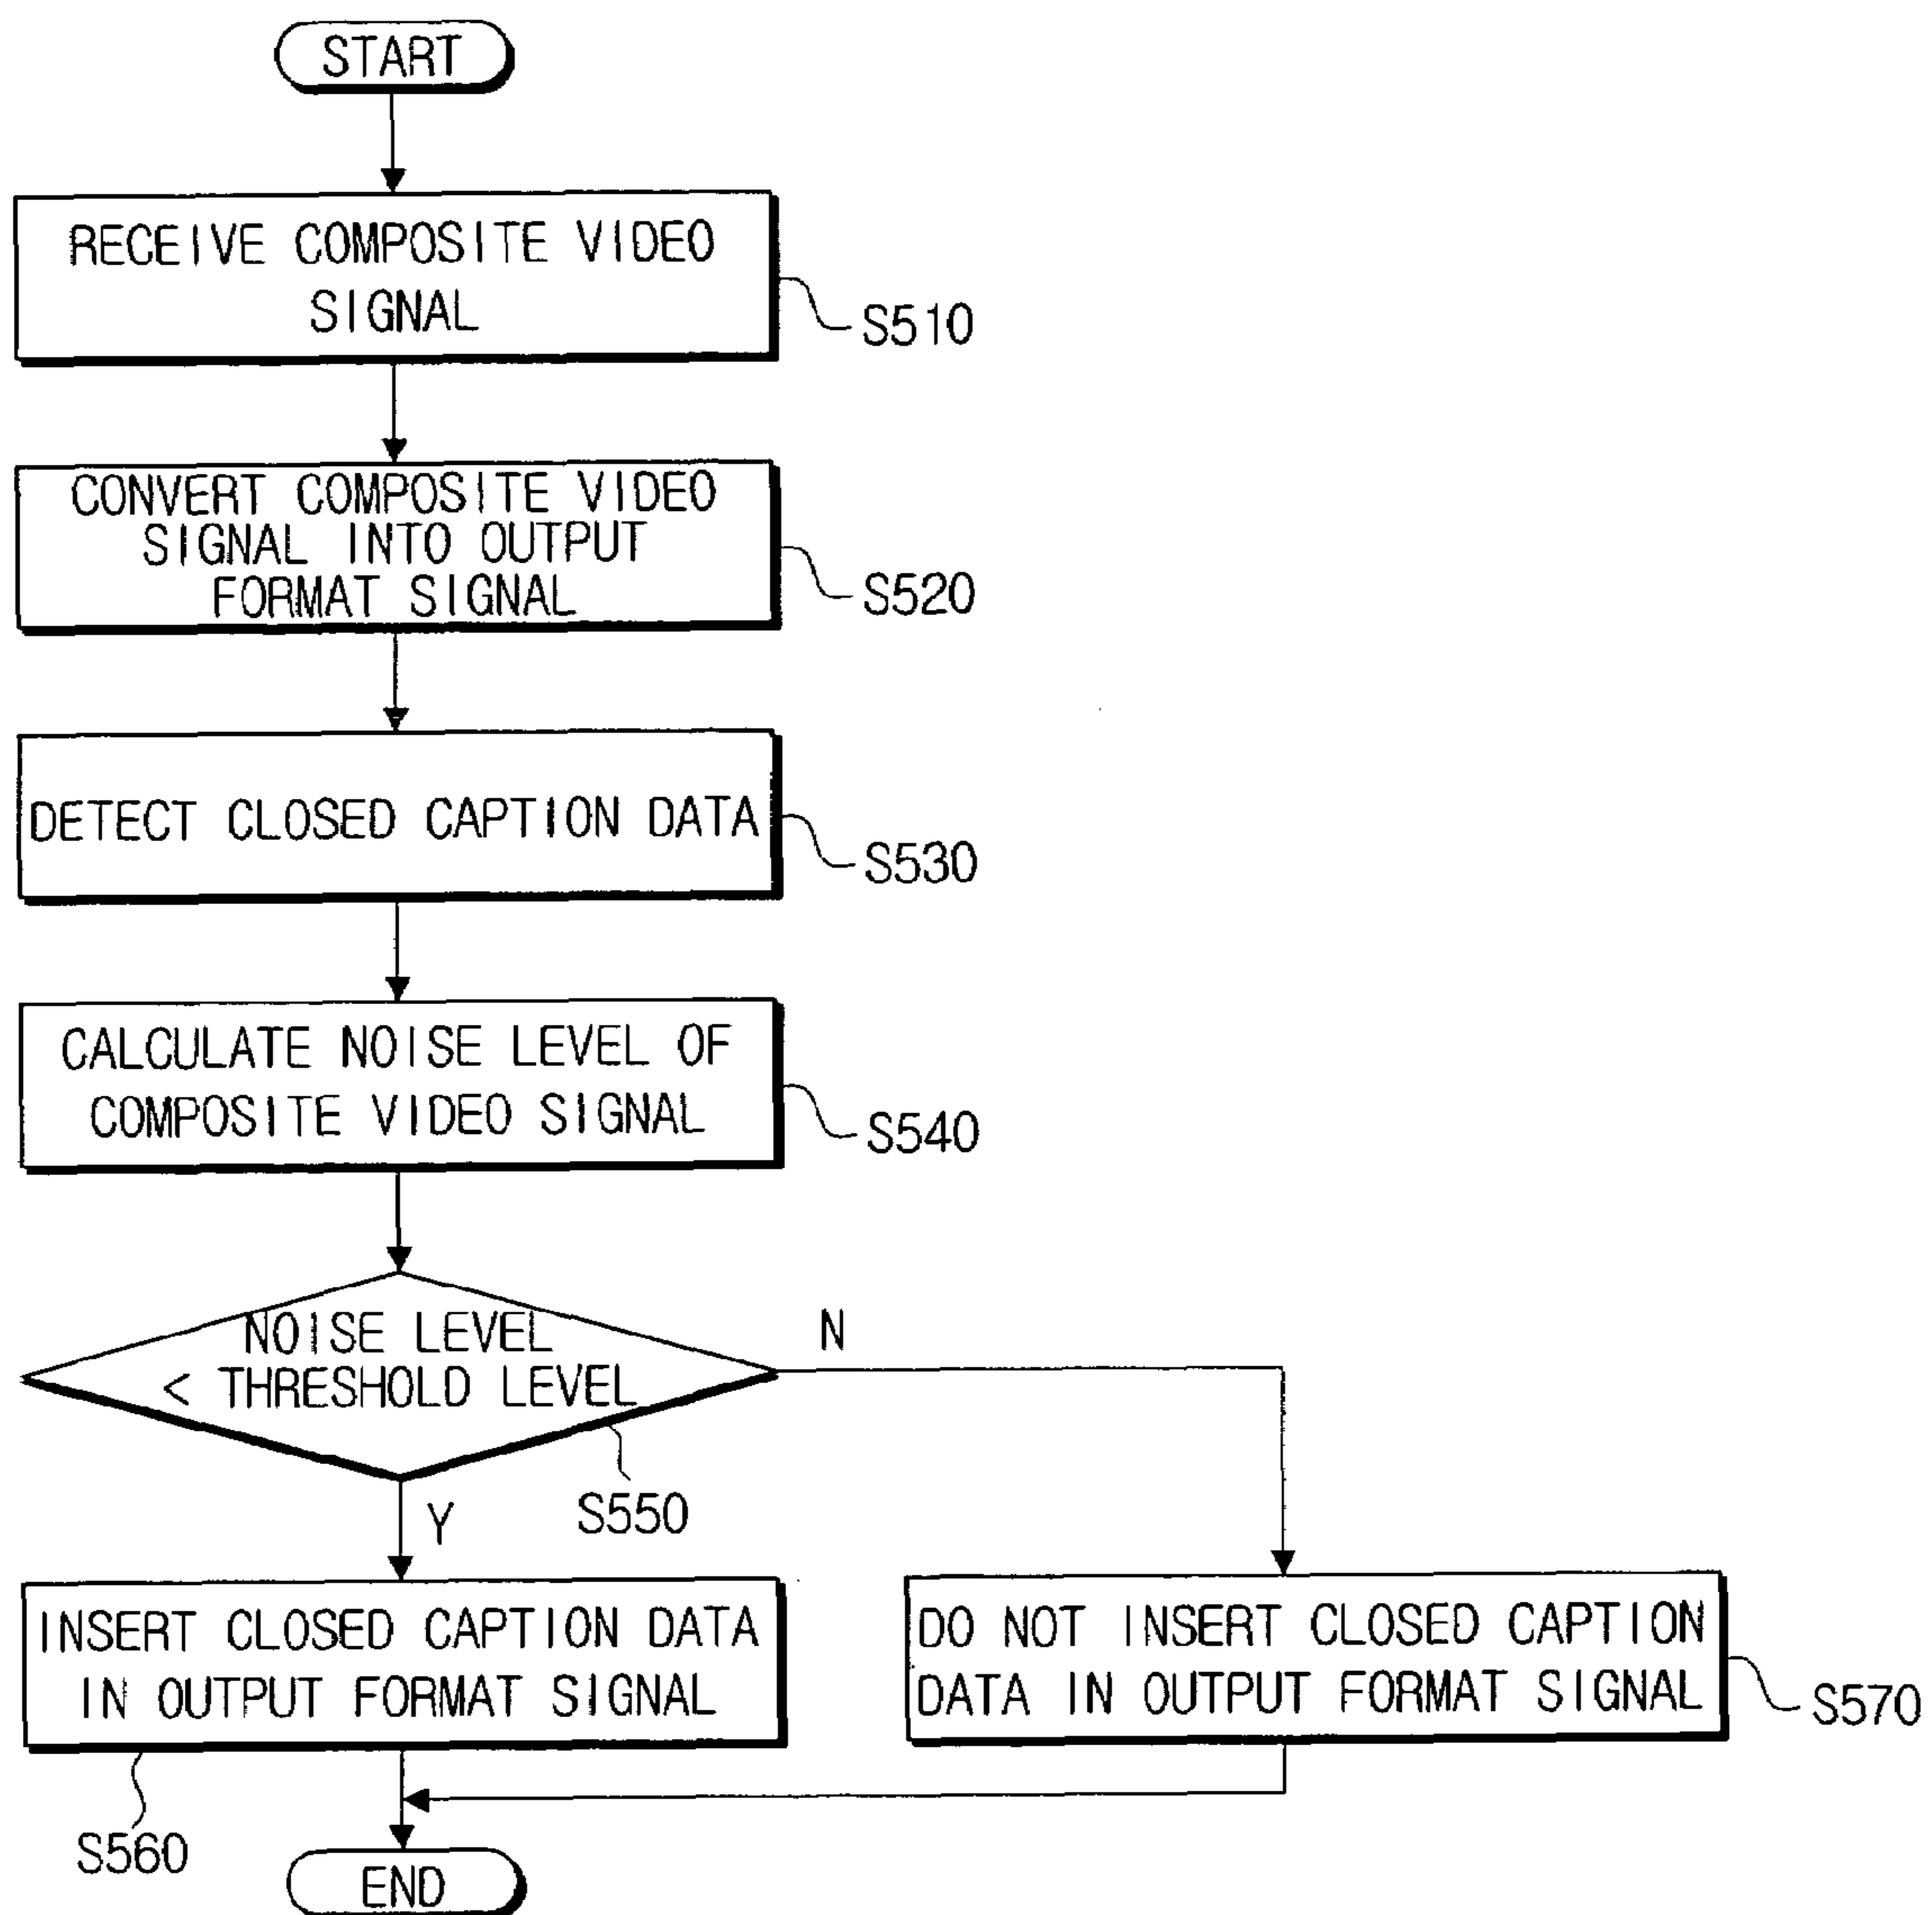 START
RECEIVE COMPOSITE VIDEO
SIGNAL
S510
CONVERT COMPOSITE VIDEO
SIGNAL INTO OUTPUT
FORMAT SIGNAL
S520
DETECT CLOSED CAPTION DATA
S530
CALCULATE NOISE LEVEL OF
COMPOSITE VIDEO SIGNAL
S540
NOISE LEVEL
< THRESHOLD LEVEL
N
S550
Y
INSERT CLOSED CAPTION DATA
IN OUTPUT FORMAT SIGNAL
S560
DO NOT INSERT CLOSED CAPTION
DATA IN OUTPUT FORMAT SIGNAL
S570
END